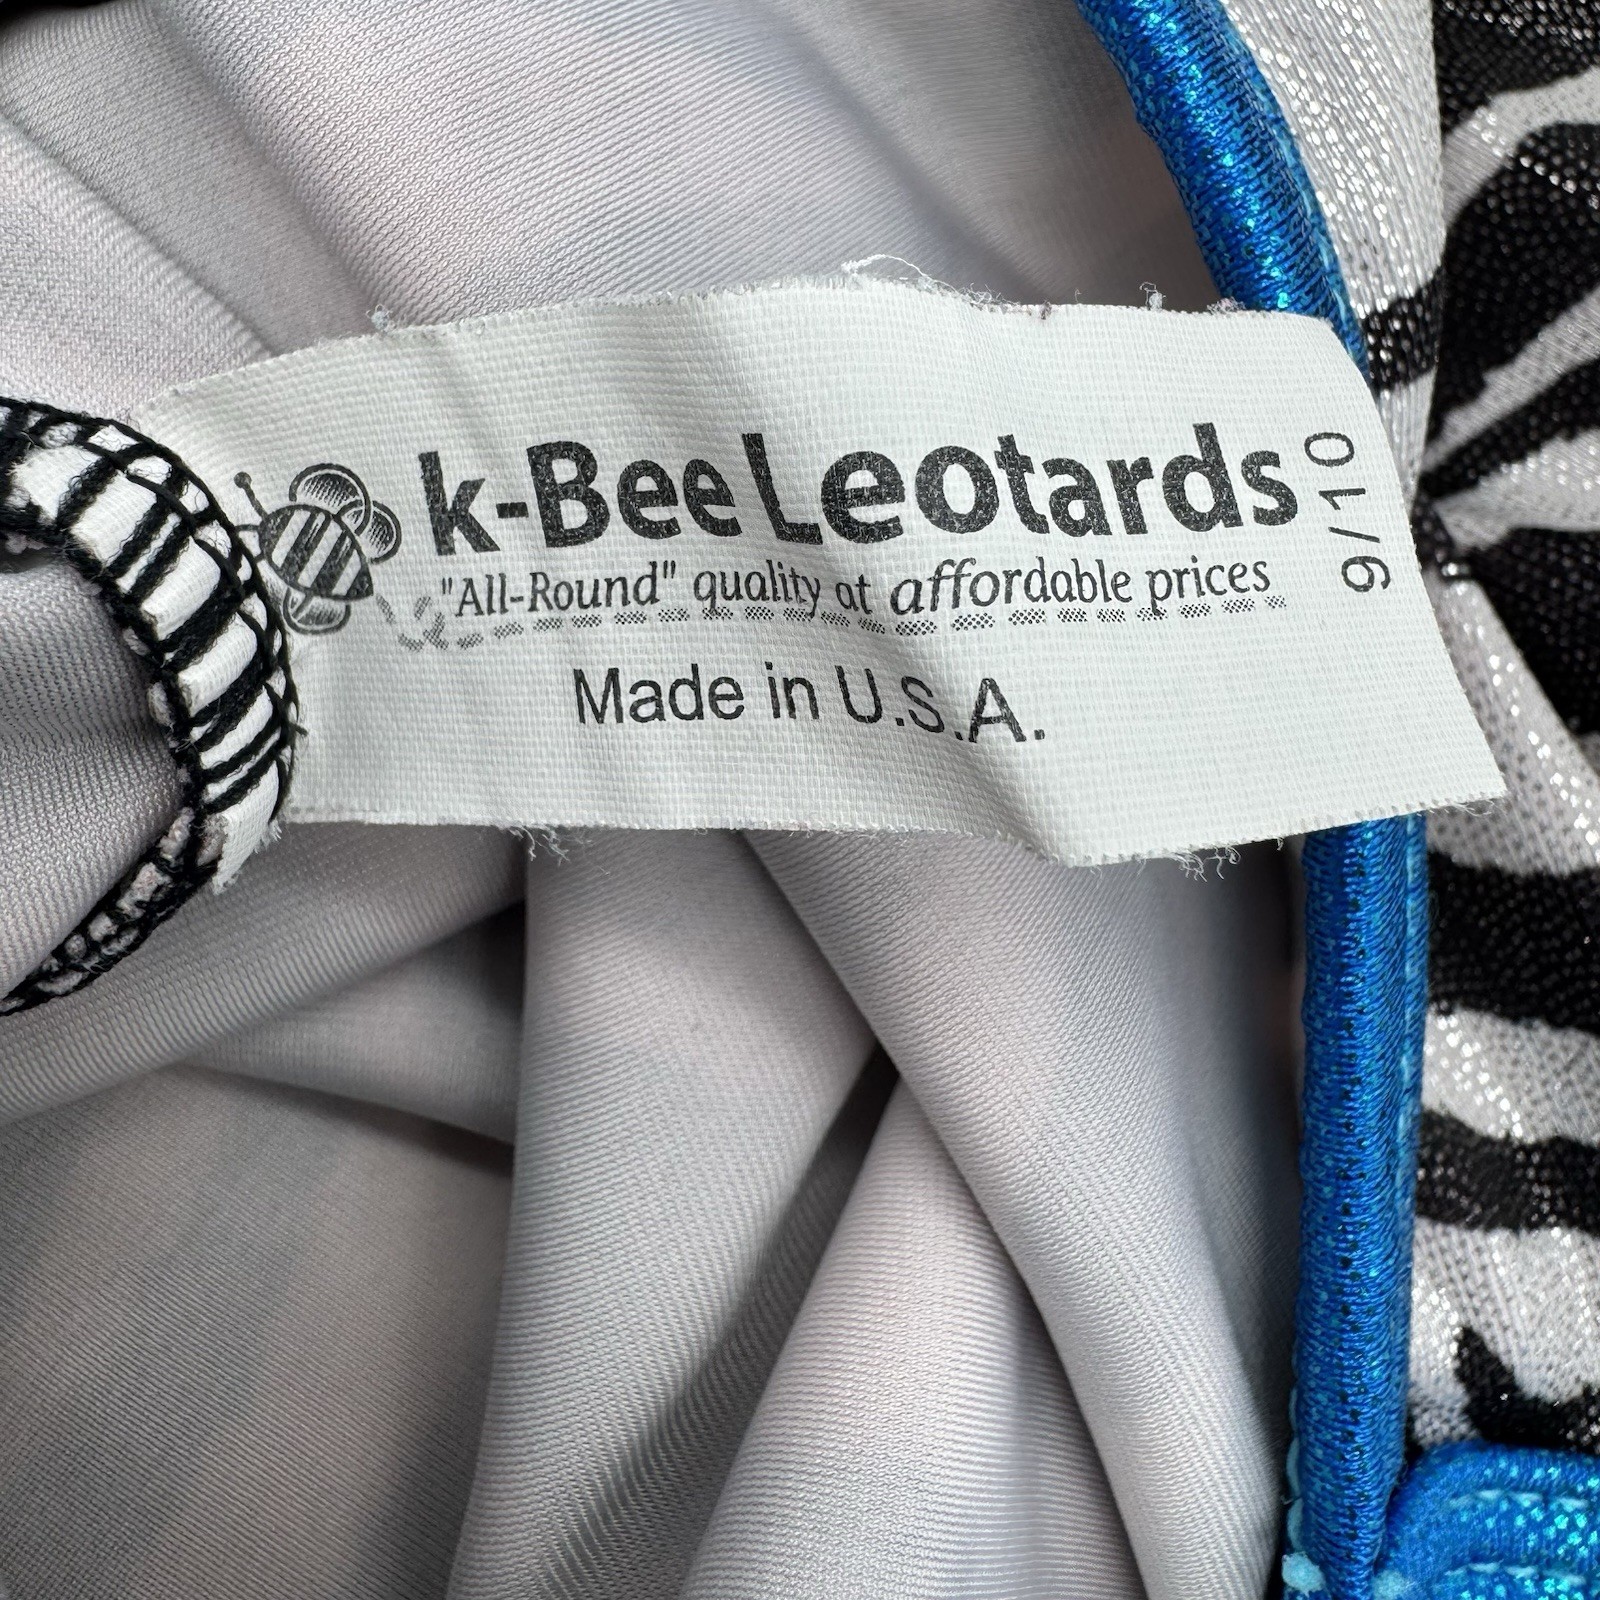 k-Bee Leotards
"All-Round" quality at affordable prices
Made in U.S.A.
9/10